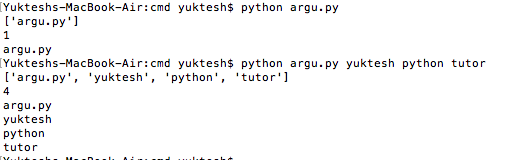 [Yukteshs-MacBook-Air:cmd yuktesh$ python argu.py
['argu.py']
1
argu.py
[Yukteshs-MacBook-Air:cmd yuktesh$ python argu.py yuktesh python tutor
['argu.py', 'yuktesh', 'python', 'tutor']
4
argu.py
yuktesh
python
tutor
Yukteshs-MacBook-Air:cmd yuktesh$